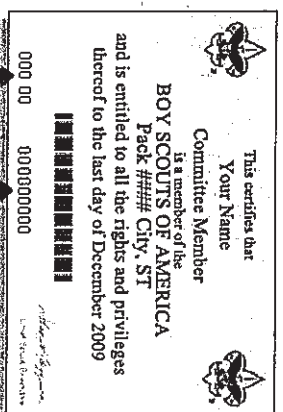 This certifies that
Your Name
Committee Member
is a member of the
BOY SCOUTS OF AMERICA
Pack #### City, ST
and is entitled to all the rights and privileges
thereof to the last day of December 2009
000 00 000000000